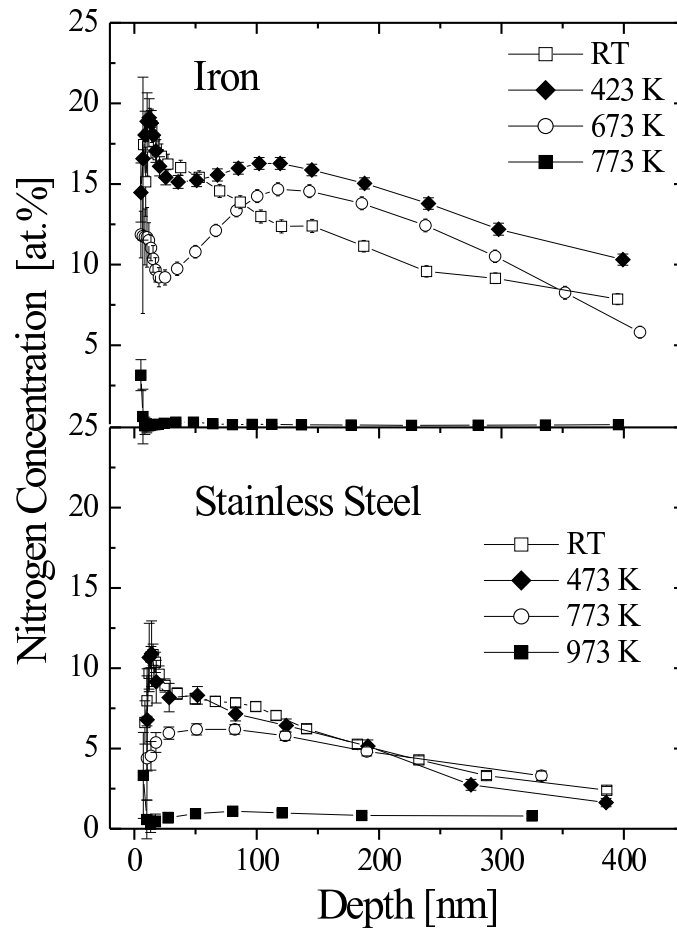 25
Iron
RT
423 K
673 K
773 K
20
15
10
5
25
Stainless Steel
RT
473 K
773 K
973 K
20
15
10
5
0
Nitrogen Concentration [at.%]
0
100
200
300
400
Depth [nm]